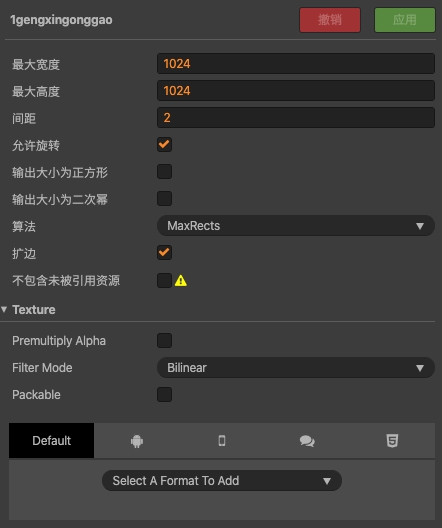 1gengxingonggao
撤销
应用
最大宽度
1024
最大高度
1024
间距
2
允许旋转
输出大小为正方形
输出大小为二次幂
算法
MaxRects
扩边
不包含未被引用资源
Texture
Premultiply Alpha
Filter Mode
Bilinear
Packable
Default
Select A Format To Add